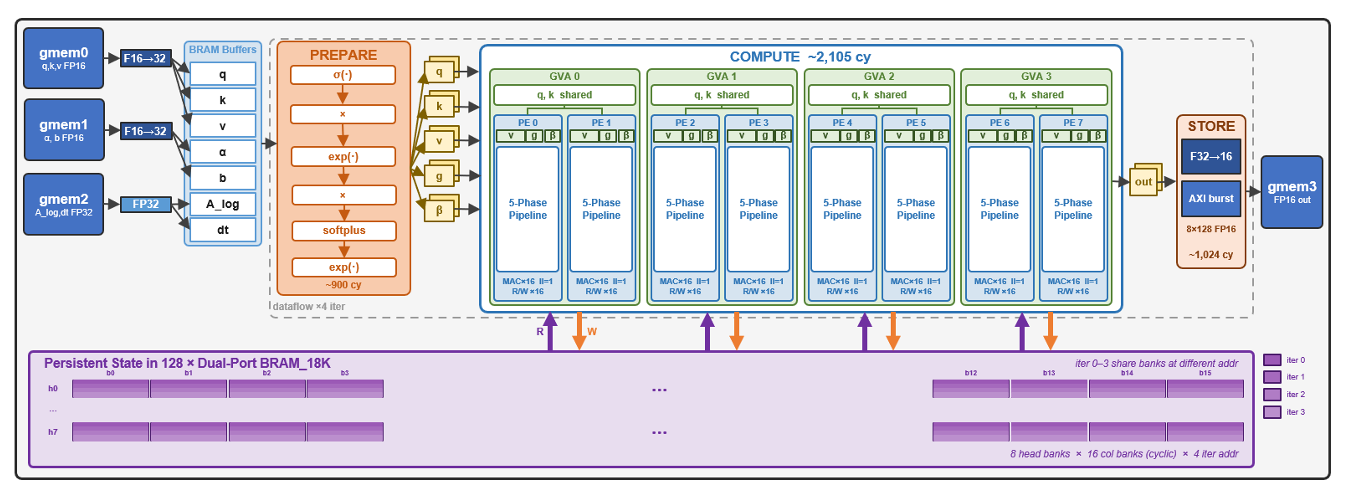 gmem0
q,k,v FP16
F16→32
gmem1
α, b FP16
F16→32
gmem2
A_log,dt FP32
FP32
BRAM Buffers
q
k
v
α
b
A_log
dt
PREPARE
σ(·)
×
exp(·)
×
softplus
exp(·)
~900 cy
dataflow ×4 iter
q
k
v
g
β
COMPUTE ~2,105 cy
GVA 0
q, k shared
PE 0
v g β
5-Phase
Pipeline
MAC×16 II=1
R/W ×16
PE 1
v g β
5-Phase
Pipeline
MAC×16 II=1
R/W ×16
GVA 1
q, k shared
PE 2
v g β
5-Phase
Pipeline
MAC×16 II=1
R/W ×16
PE 3
v g β
5-Phase
Pipeline
MAC×16 II=1
R/W ×16
GVA 2
q, k shared
PE 4
v g β
5-Phase
Pipeline
MAC×16 II=1
R/W ×16
PE 5
v g β
5-Phase
Pipeline
MAC×16 II=1
R/W ×16
GVA 3
q, k shared
PE 6
v g β
5-Phase
Pipeline
MAC×16 II=1
R/W ×16
PE 7
v g β
5-Phase
Pipeline
MAC×16 II=1
R/W ×16
out
STORE
F32→16
AXI burst
8×128 FP16
~1,024 cy
gmem3
FP16 out
R
W
Persistent State in 128 × Dual-Port BRAM_18K
iter 0–3 share banks at different addr
b0 b1 b2 b3 b12 b13 b14 b15
h0
...
...
h7
...
8 head banks × 16 col banks (cyclic) × 4 iter addr
iter 0
iter 1
iter 2
iter 3